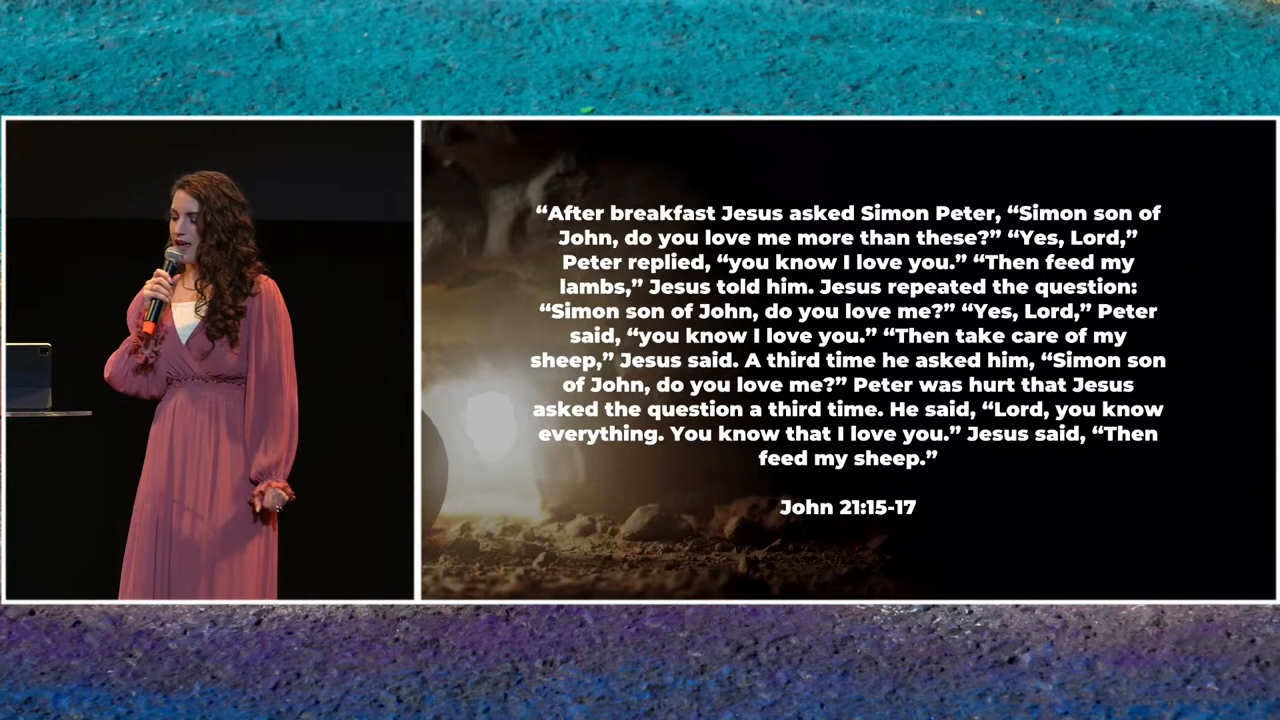 “After breakfast Jesus asked Simon Peter, “Simon son of
John, do you love me more than these?” “Yes, Lord,”
Peter replied, “you know I love you.” “Then feed my
lambs,” Jesus told him. Jesus repeated the question:
“Simon son of John, do you love me?” “Yes, Lord,” Peter
said, “you know I love you.” “Then take care of my
sheep,” Jesus said. A third time he asked him, “Simon son
of John, do you love me?” Peter was hurt that Jesus
asked the question a third time. He said, “Lord, you know
everything. You know that I love you.” Jesus said, “Then
feed my sheep.”
John 21:15-17